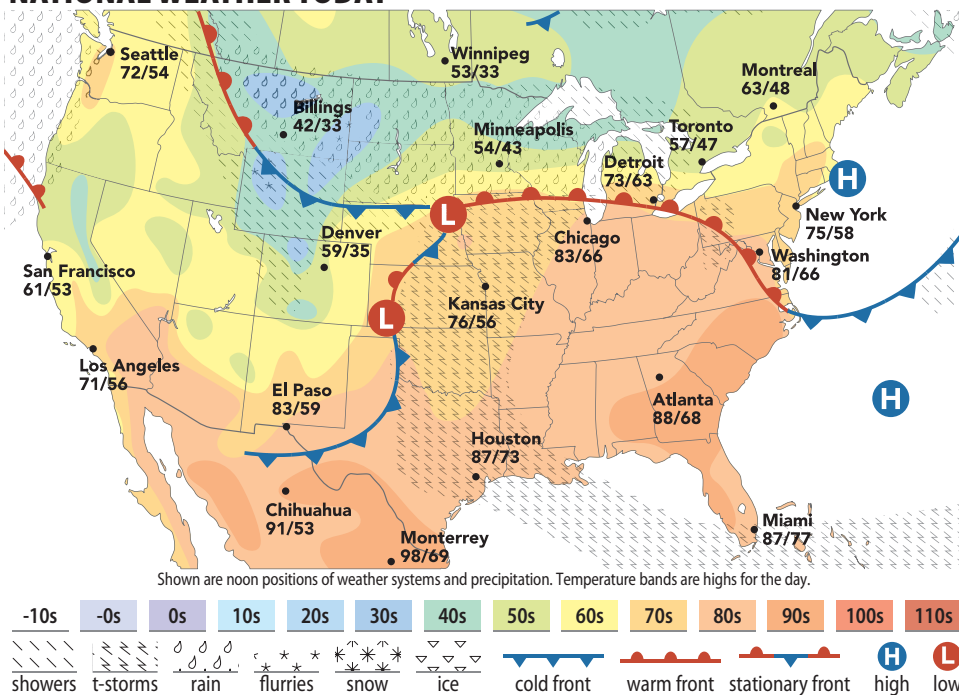 NATIONAL WEATHER TODAY
Seattle
72/54
Winnipeg
53/33
Montreal
63/48
Billings
42/33
Minneapolis
54/43
Toronto
57/47
Detroit
73/63
H
L
New York
75/58
Denver
59/35
Chicago
83/66
Washington
81/66
San Francisco
61/53
Kansas City
76/56
L
Los Angeles
71/56
El Paso
83/59
Atlanta
88/68
H
Houston
87/73
Chihuahua
91/53
Monterrey
98/69
Miami
87/77
Shown are noon positions of weather systems and precipitation. Temperature bands are highs for the day.
-10s -0s 0s 10s 20s 30s 40s 50s 60s 70s 80s 90s 100s 110s
H L
showers t-storms rain flurries snow ice cold front warm front stationary front high low